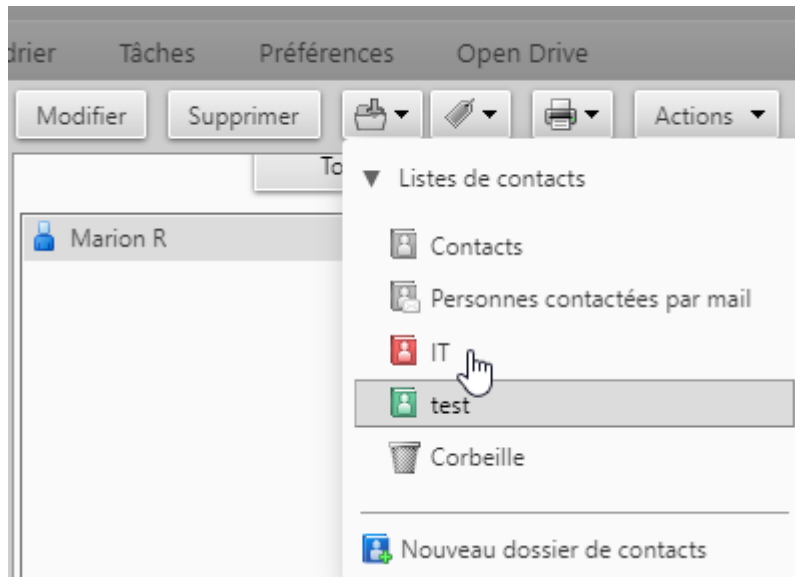 drier Tâches Préférences Open Drive
Modifier Supprimer Actions
To
Listes de contacts
Marion R
Contacts
Personnes contactées par mail
IT
test
Corbeille
Nouveau dossier de contacts